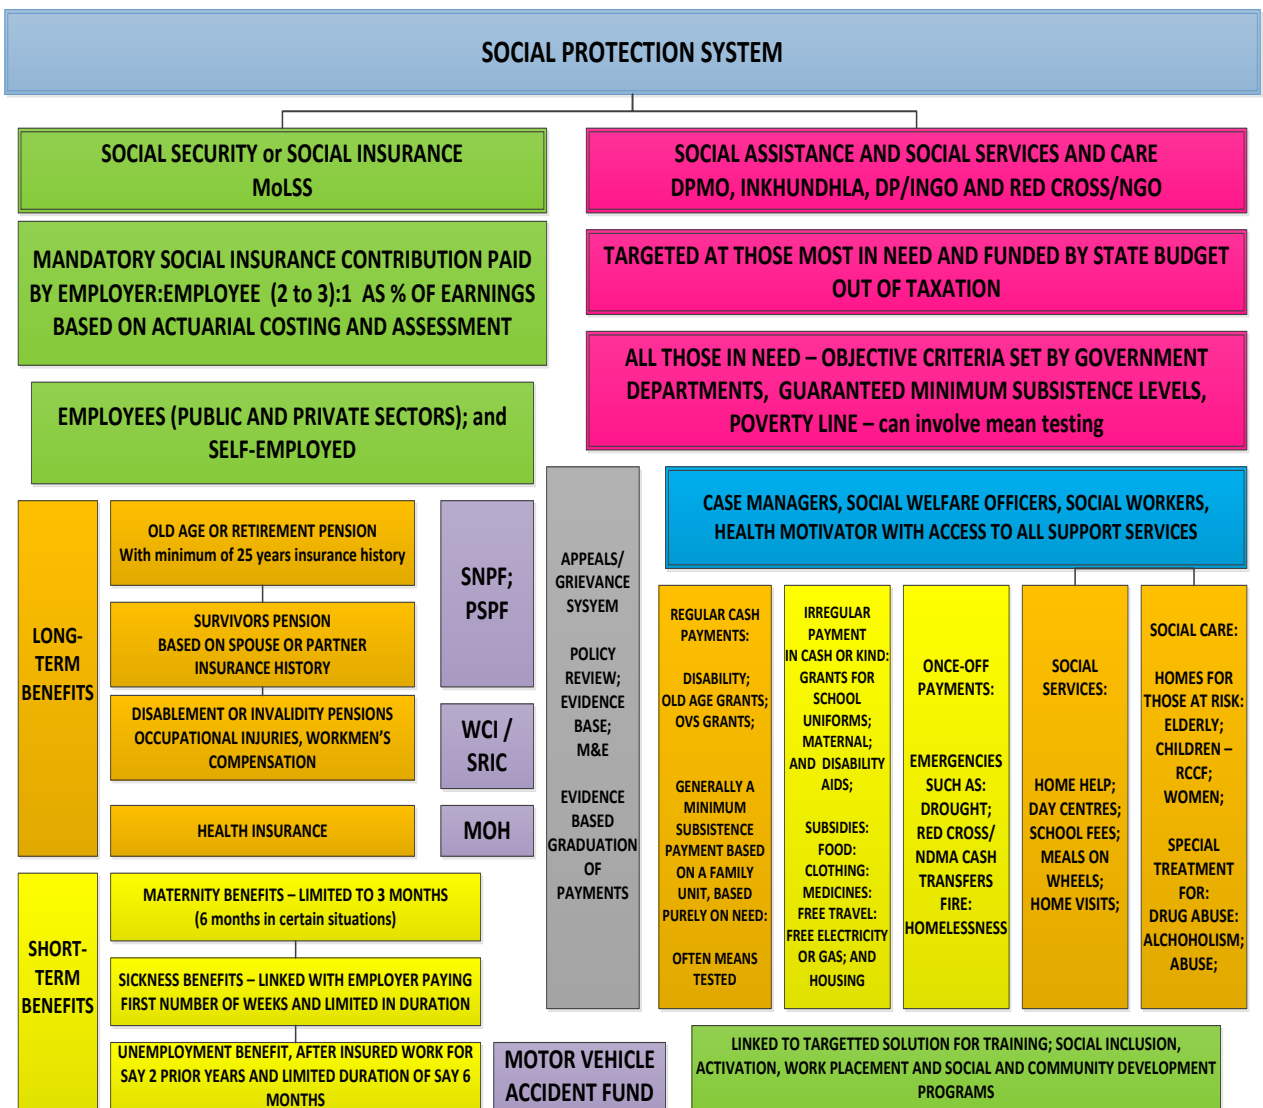 SOCIAL PROTECTION SYSTEM
SOCIAL SECURITY or SOCIAL INSURANCE
MoLSS
SOCIAL ASSISTANCE AND SOCIAL SERVICES AND CARE
DPMO, INKHUNDHLA, DP/INGO AND RED CROSS/NGO
MANDATORY SOCIAL INSURANCE CONTRIBUTION PAID
BY EMPLOYER:EMPLOYEE (2 to 3):1 AS % OF EARNINGS
BASED ON ACTUARIAL COSTING AND ASSESSMENT
TARGETED AT THOSE MOST IN NEED AND FUNDED BY STATE BUDGET
OUT OF TAXATION
ALL THOSE IN NEED – OBJECTIVE CRITERIA SET BY GOVERNMENT
DEPARTMENTS, GUARANTEED MINIMUM SUBSISTENCE LEVELS,
POVERTY LINE – can involve mean testing
EMPLOYEES (PUBLIC AND PRIVATE SECTORS); and
SELF-EMPLOYED
LONG-
TERM
BENEFITS
OLD AGE OR RETIREMENT PENSION
With minimum of 25 years insurance history
SURVIVORS PENSION
BASED ON SPOUSE OR PARTNER
INSURANCE HISTORY
DISABLEMENT OR INVALIDITY PENSIONS
OCCUPATIONAL INJURIES, WORKMEN'S
COMPENSATION
HEALTH INSURANCE
SNPF;
PSPF
WCI /
SRIC
MOH
SHORT-
TERM
BENEFITS
MATERNITY BENEFITS – LIMITED TO 3 MONTHS
(6 months in certain situations)
SICKNESS BENEFITS – LINKED WITH EMPLOYER PAYING
FIRST NUMBER OF WEEKS AND LIMITED IN DURATION
UNEMPLOYMENT BENEFIT, AFTER INSURED WORK FOR
SAY 2 PRIOR YEARS AND LIMITED DURATION OF SAY 6
MONTHS
MOTOR VEHICLE
ACCIDENT FUND
APPEALS/
GRIEVANCE
SYSYEM
POLICY
REVIEW;
EVIDENCE
BASE;
M&E
EVIDENCE
BASED
GRADUATION
OF
PAYMENTS
CASE MANAGERS, SOCIAL WELFARE OFFICERS, SOCIAL WORKERS,
HEALTH MOTIVATOR WITH ACCESS TO ALL SUPPORT SERVICES
REGULAR CASH
PAYMENTS:
DISABILITY;
OLD AGE GRANTS;
OVS GRANTS;
GENERALLY A
MINIMUM
SUBSISTENCE
PAYMENT BASED
ON A FAMILY
UNIT, BASED
PURELY ON NEED:
OFTEN MEANS
TESTED
IRREGULAR
PAYMENT
IN CASH OR KIND:
GRANTS FOR
SCHOOL
UNIFORMS;
MATERNAL;
AND DISABILITY
AIDS;
SUBSIDIES:
FOOD:
CLOTHING:
MEDICINES:
FREE TRAVEL:
FREE ELECTRICITY
OR GAS; AND
HOUSING
ONCE-OFF
PAYMENTS:
EMERGENCIES
SUCH AS:
DROUGHT;
RED CROSS/
NDMA CASH
TRANSFERS
FIRE:
HOMELESSNESS
SOCIAL
SERVICES:
HOME HELP;
DAY CENTRES;
SCHOOL FEES;
MEALS ON
WHEELS;
HOME VISITS;
SOCIAL CARE:
HOMES FOR
THOSE AT RISK:
ELDERLY;
CHILDREN –
RCCF;
WOMEN;
SPECIAL
TREATMENT
FOR:
DRUG ABUSE:
ALCHOHOLISM;
ABUSE;
LINKED TO TARGETTED SOLUTION FOR TRAINING; SOCIAL INCLUSION,
ACTIVATION, WORK PLACEMENT AND SOCIAL AND COMMUNITY DEVELOPMENT
PROGRAMS